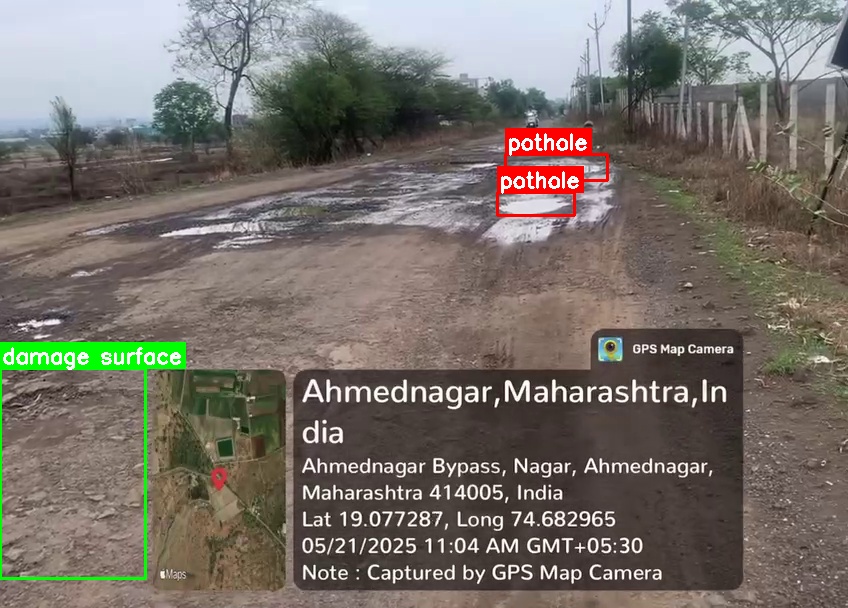 pothole
pothole
damage surface
GPS Map Camera
Ahmednagar,Maharashtra,In
dia
Ahmednagar Bypass, Nagar, Ahmednagar,
Maharashtra 414005, India
Lat 19.077287, Long 74.682965
05/21/2025 11:04 AM GMT+05:30
Note : Captured by GPS Map Camera
Maps